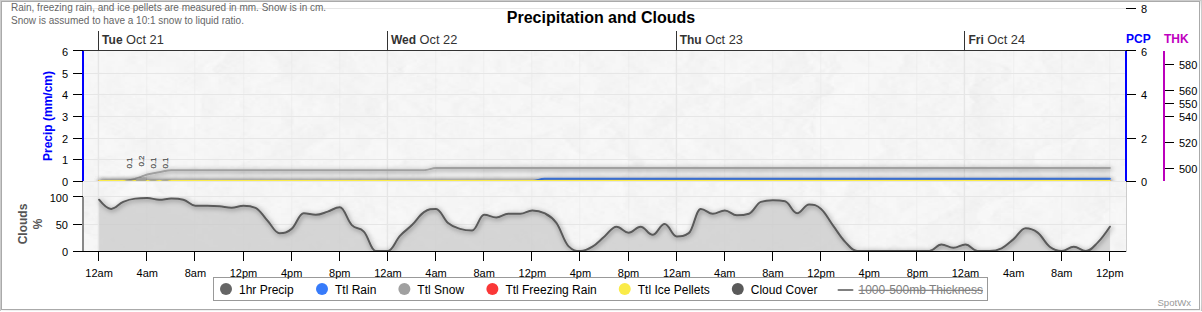 Rain, freezing rain, and ice pellets are measured in mm. Snow is in cm.
Snow is assumed to have a 10:1 snow to liquid ratio.
Precipitation and Clouds
8
Tue Oct 21 Wed Oct 22 Thu Oct 23 Fri Oct 24
PCP THK
Precip (mm/cm)
6
5
4
3
2
1
0
0.1 0.2 0.1 0.1
6
4
2
0
580
560
550
540
520
500
Clouds
%
100
50
0
12am 4am 8am 12pm 4pm 8pm 12am 4am 8am 12pm 4pm 8pm 12am 4am 8am 12pm 4pm 8pm 12am 4am 8am 12pm
1hr Precip Ttl Rain Ttl Snow Ttl Freezing Rain Ttl Ice Pellets Cloud Cover 1000-500mb Thickness
SpotWx